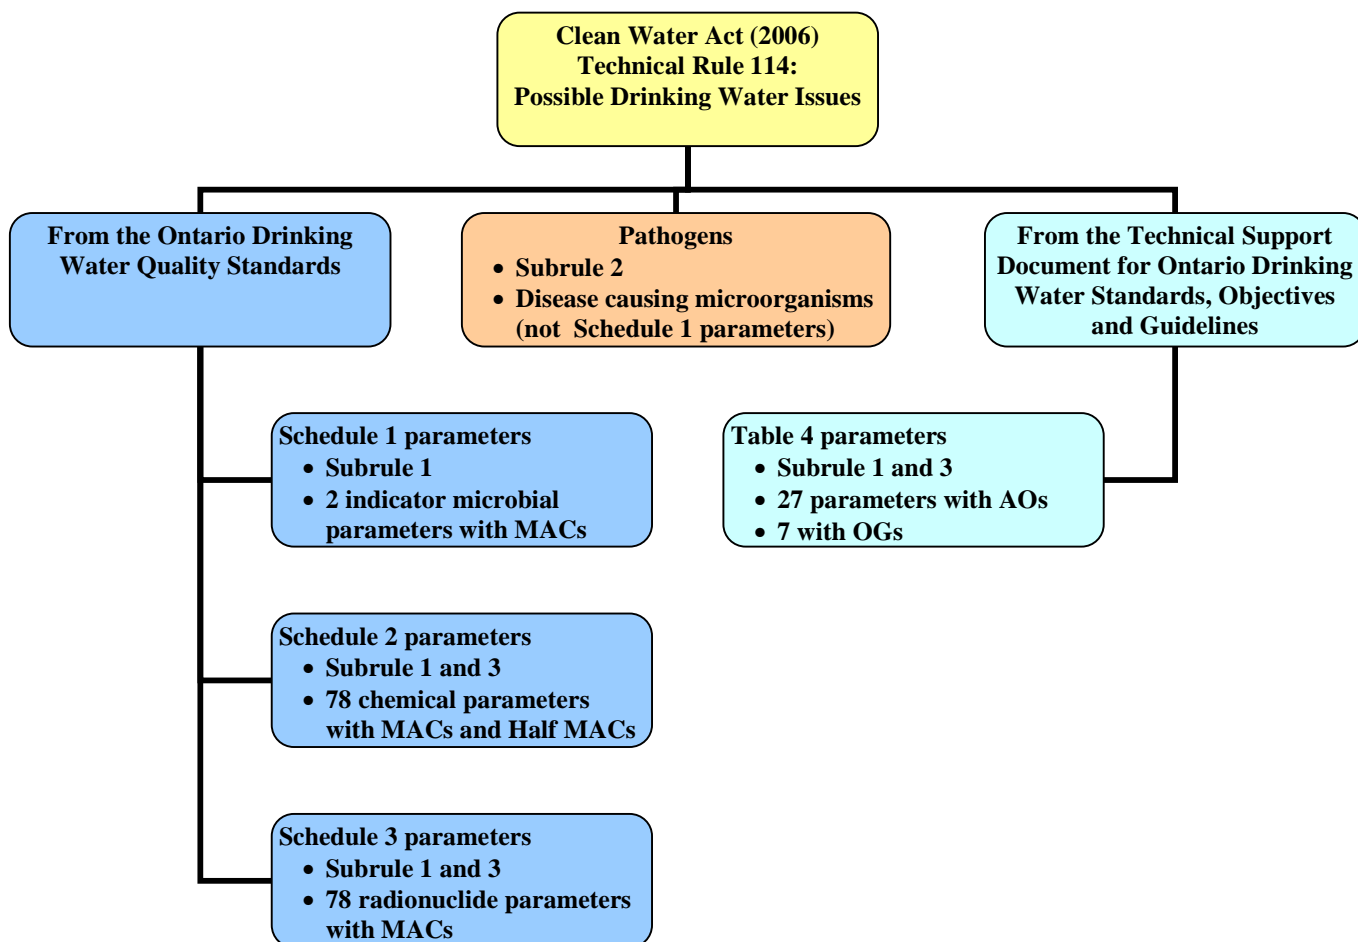 Clean Water Act (2006)
Technical Rule 114:
Possible Drinking Water Issues
From the Ontario Drinking
Water Quality Standards
Pathogens
• Subrule 2
• Disease causing microorganisms
(not Schedule 1 parameters)
From the Technical Support
Document for Ontario Drinking
Water Standards, Objectives
and Guidelines
Schedule 1 parameters
• Subrule 1
• 2 indicator microbial
parameters with MACs
Table 4 parameters
• Subrule 1 and 3
• 27 parameters with AOs
• 7 with OGs
Schedule 2 parameters
• Subrule 1 and 3
• 78 chemical parameters
with MACs and Half MACs
Schedule 3 parameters
• Subrule 1 and 3
• 78 radionuclide parameters
with MACs